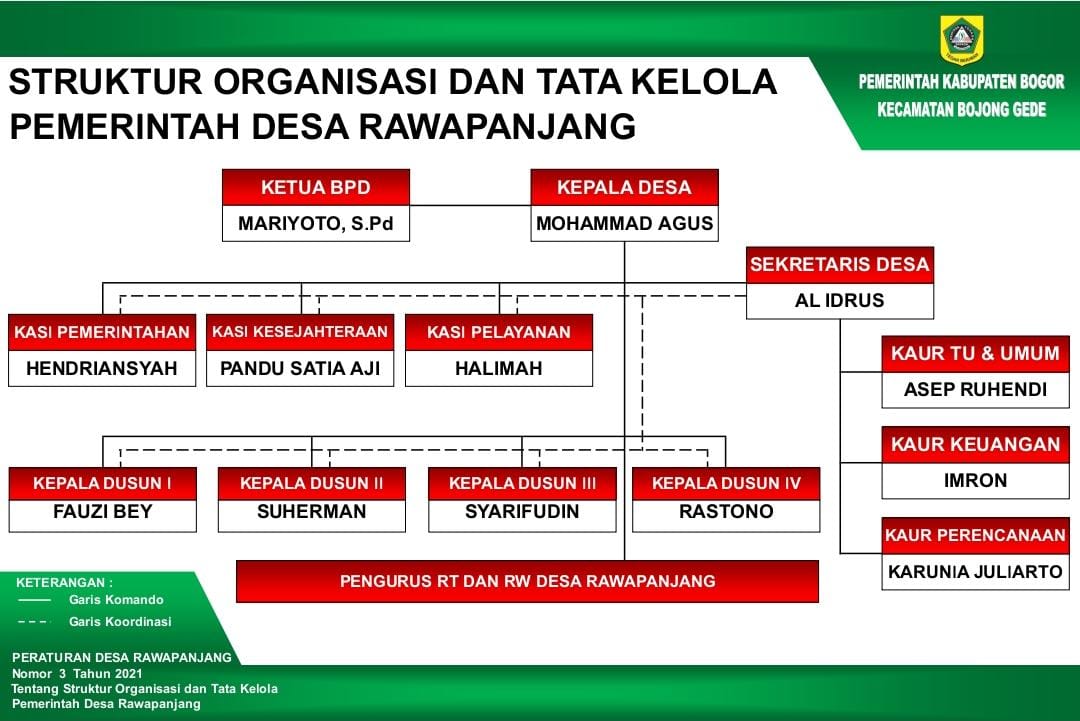 STRUKTUR ORGANISASI DAN TATA KELOLA
PEMERINTAH DESA RAWAPANJANG
PEMERINTAH KABUPATEN BOGOR
KECAMATAN BOJONG GEDE
KETUA BPD
MARIYOTO, S.Pd
KEPALA DESA
MOHAMMAD AGUS
SEKRETARIS DESA
AL IDRUS
KASI PEMERINTAHAN
HENDRIANSYAH
KASI KESEJAHTERAAN
PANDU SATIA AJI
KASI PELAYANAN
HALIMAH
KAUR TU & UMUM
ASEP RUHENDI
KAUR KEUANGAN
IMRON
KAUR PERENCANAAN
KARUNIA JULIARTO
KEPALA DUSUN I
FAUZI BEY
KEPALA DUSUN II
SUHERMAN
KEPALA DUSUN III
SYARIFUDIN
KEPALA DUSUN IV
RASTONO
PENGURUS RT DAN RW DESA RAWAPANJANG
KETERANGAN :
Garis Komando
Garis Koordinasi
PERATURAN DESA RAWAPANJANG
Nomor 3 Tahun 2021
Tentang Struktur Organisasi dan Tata Kelola
Pemerintah Desa Rawapanjang